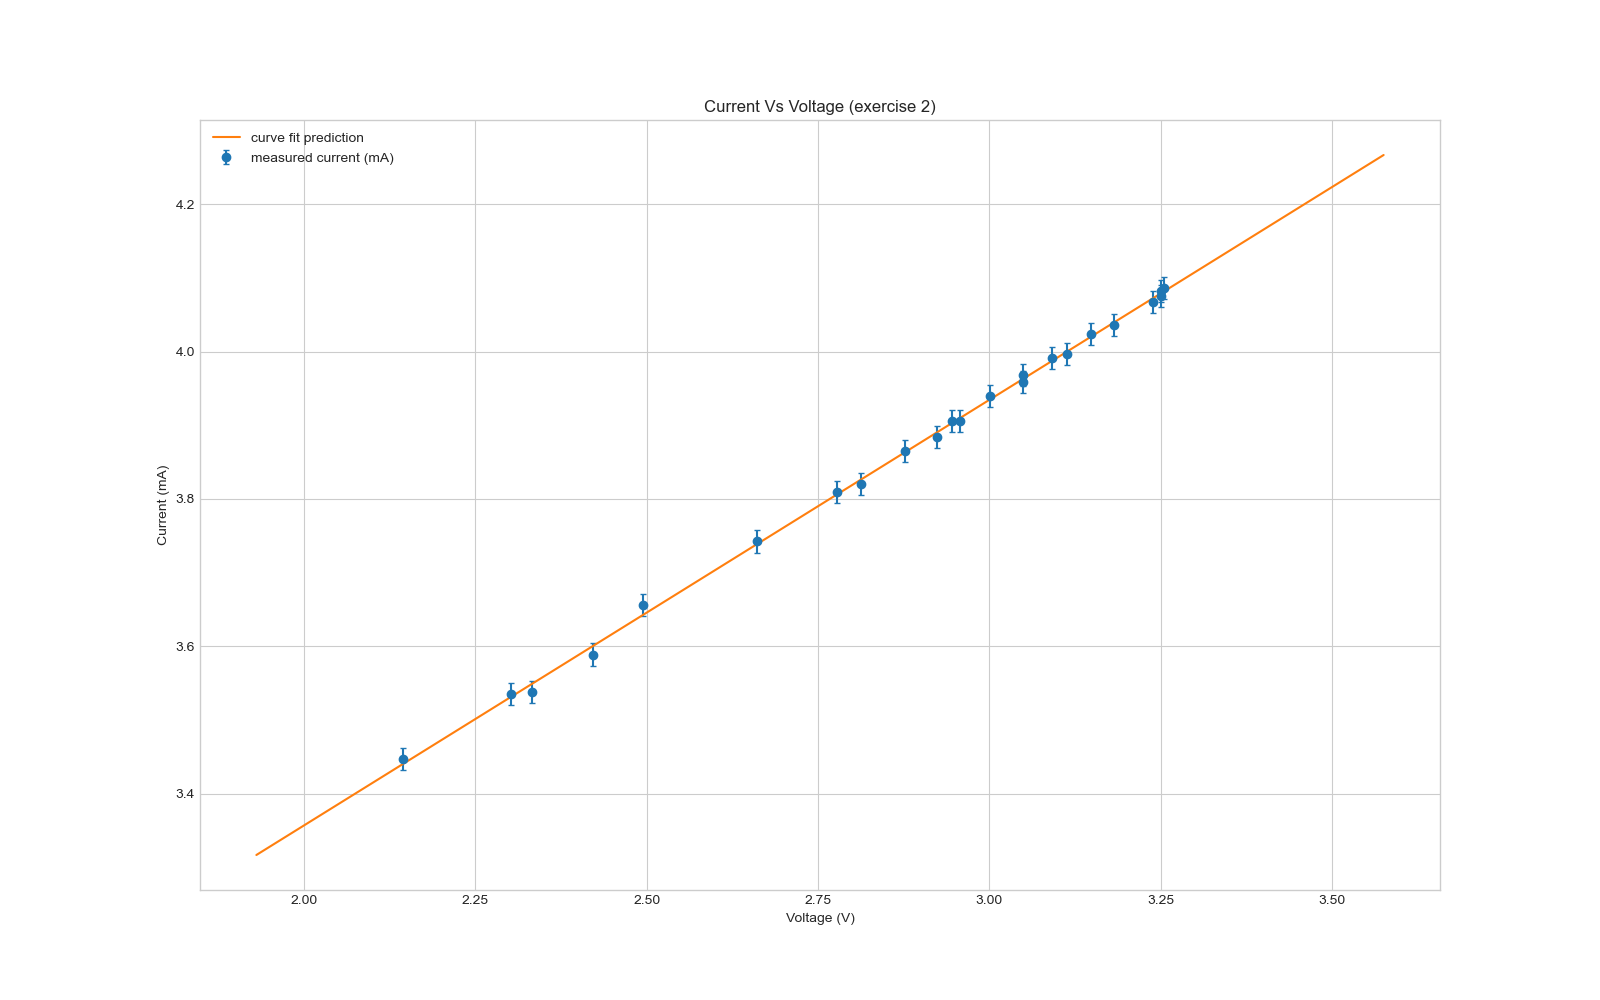 Current Vs Voltage (exercise 2)
curve fit prediction
measured current (mA)
4.2
4.0
3.8
3.6
3.4
Current (mA)
2.00 2.25 2.50 2.75 3.00 3.25 3.50
Voltage (V)